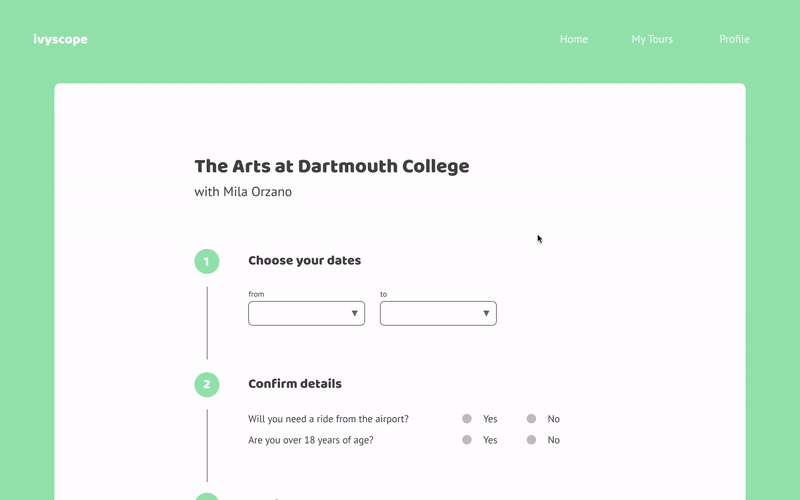 ivyscope
Home My Tours Profile
The Arts at Dartmouth College
with Mila Orzano
1 Choose your dates
from to
2 Confirm details
Will you need a ride from the airport? Yes No
Are you over 18 years of age? Yes No